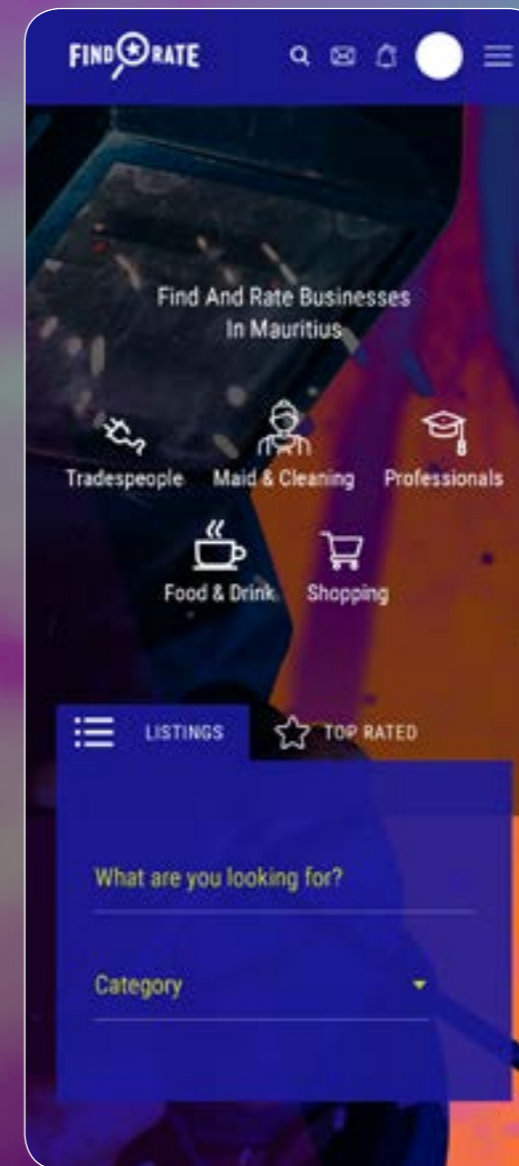 FIND RATE
Find And Rate Businesses
In Mauritius
Tradespeople
Maid & Cleaning
Professionals
Food & Drink
Shopping
LISTINGS
TOP RATED
What are you looking for?
Category